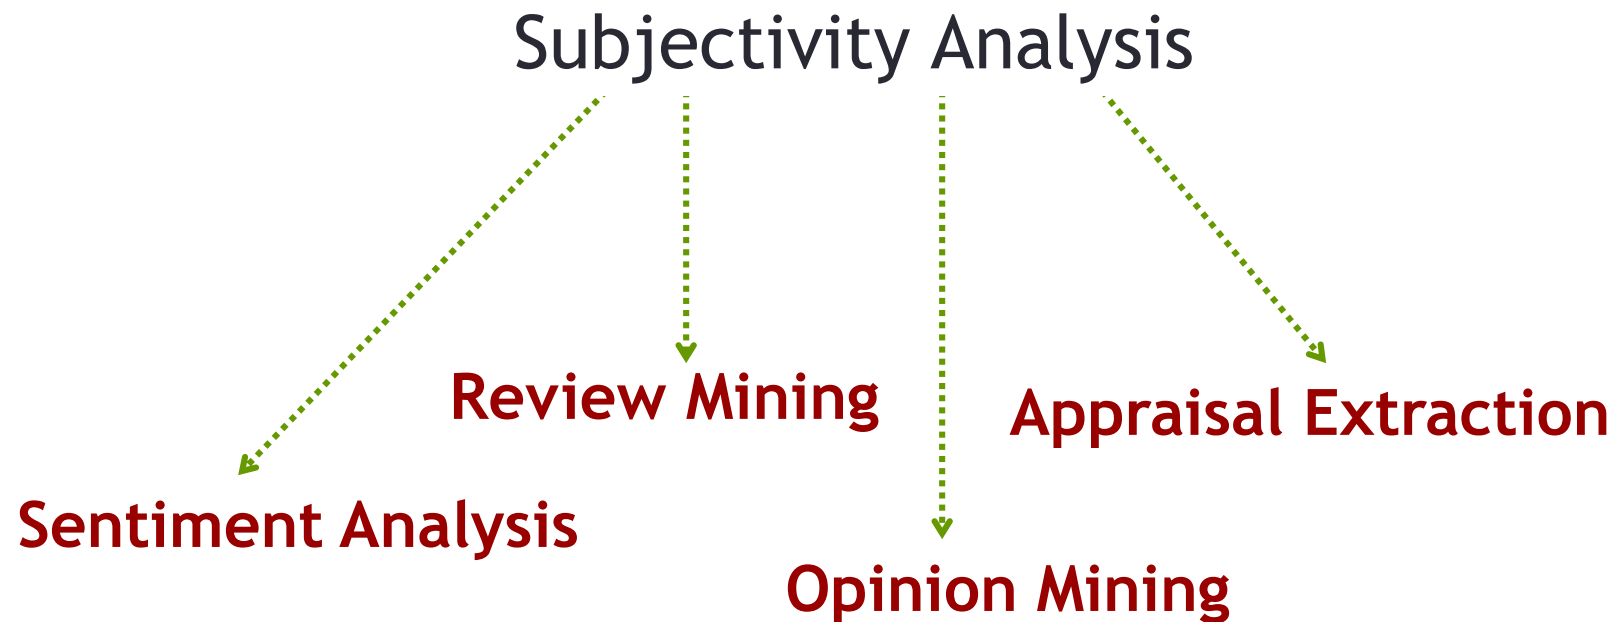 Subjectivity Analysis
Review Mining
Appraisal Extraction
Sentiment Analysis
Opinion Mining